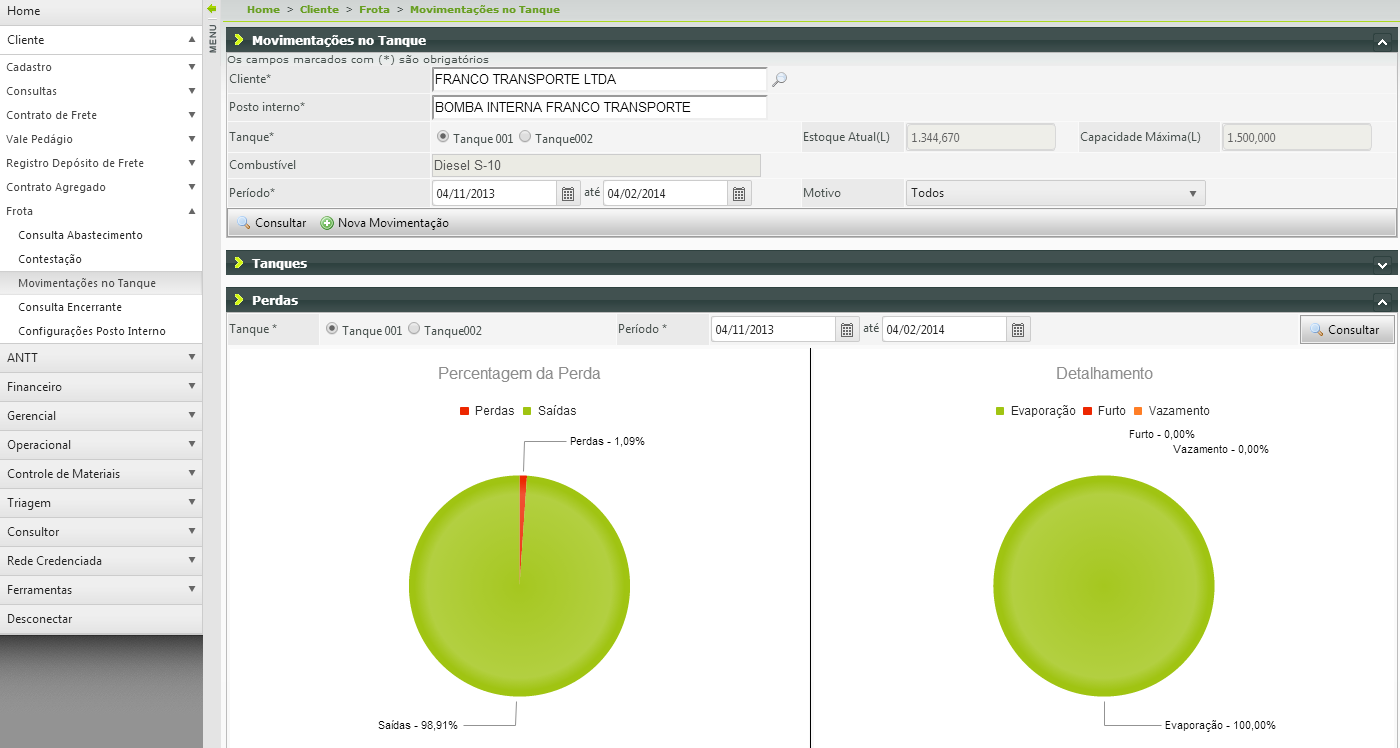 Home
Cliente
Cadastro
Consultas
Contrato de Frete
Vale Pedágio
Registro Depósito de Frete
Contrato Agregado
Frota
Consulta Abastecimento
Contestação
Movimentações no Tanque
Consulta Encerrante
Configurações Posto Interno
ANTT
Financeiro
Gerencial
Operacional
Controle de Materiais
Triagem
Consultor
Rede Credenciada
Ferramentas
Desconectar
MENU
Home > Cliente > Frota > Movimentações no Tanque
Movimentações no Tanque
Os campos marcados com (*) são obrigatórios
Cliente* FRANCO TRANSPORTE LTDA
Posto interno* BOMBA INTERNA FRANCO TRANSPORTE
Tanque* Tanque 001 Tanque002 Estoque Atual(L) 1.344,670 Capacidade Máxima(L) 1.500,000
Combustível Diesel S-10
Período* 04/11/2013 até 04/02/2014 Motivo Todos
Consultar Nova Movimentação
Tanques
Perdas
Tanque * Tanque 001 Tanque002 Período * 04/11/2013 até 04/02/2014 Consultar
Percentagem da Perda
Perdas Saídas
Perdas - 1,09%
Saídas - 98,91%
Detalhamento
Evaporação Furto Vazamento
Furto - 0,00%
Vazamento - 0,00%
Evaporação - 100,00%